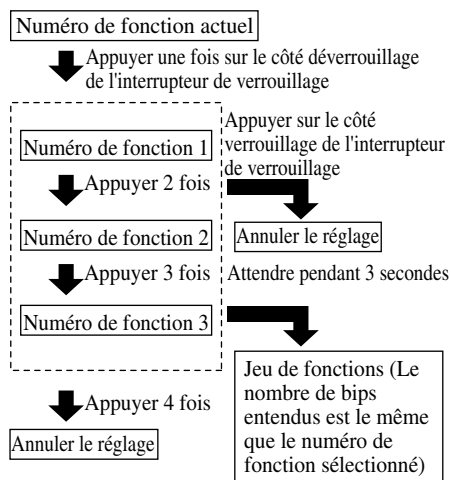 Numéro de fonction actuel
Appuyer une fois sur le côté déverrouillage
de l'interrupteur de verrouillage
Appuyer sur le côté
verrouillage de l'interrupteur
de verrouillage
Numéro de fonction 1
Appuyer 2 fois
Numéro de fonction 2
Annuler le réglage
Appuyer 3 fois
Attendre pendant 3 secondes
Numéro de fonction 3
Jeu de fonctions (Le
nombre de bips
entendus est le même
que le numéro de
fonction sélectionné)
Appuyer 4 fois
Annuler le réglage